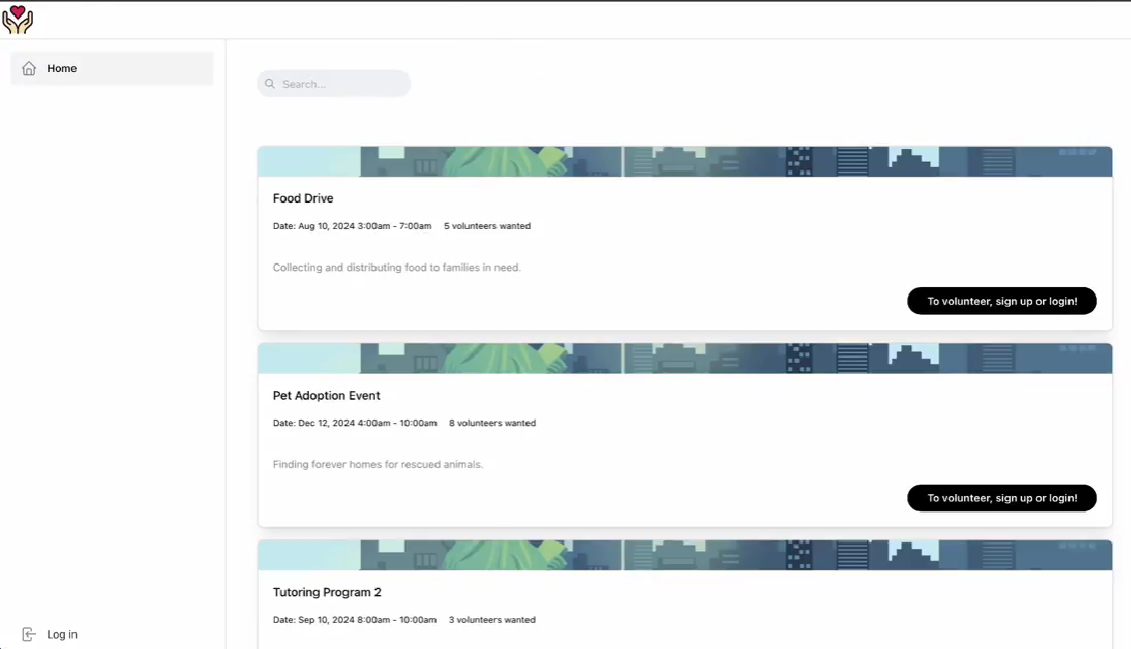 Home
Search...
Food Drive
Date: Aug 10, 2024 3:00am - 7:00am 5 volunteers wanted
Collecting and distributing food to families in need.
To volunteer, sign up or login!
Pet Adoption Event
Date: Dec 12, 2024 4:00am - 10:00am 8 volunteers wanted
Finding forever homes for rescued animals.
To volunteer, sign up or login!
Tutoring Program 2
Date: Sep 10, 2024 8:00am - 10:00am 3 volunteers wanted
Log in